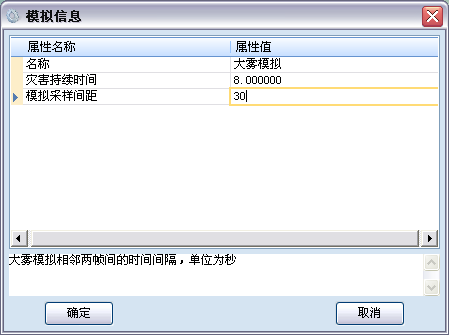 模拟信息
属性名称 属性值
名称 大雾模拟
灾害持续时间 8.000000
模拟采样间距 30
大雾模拟相邻两帧间的时间间隔，单位为秒
确定 取消